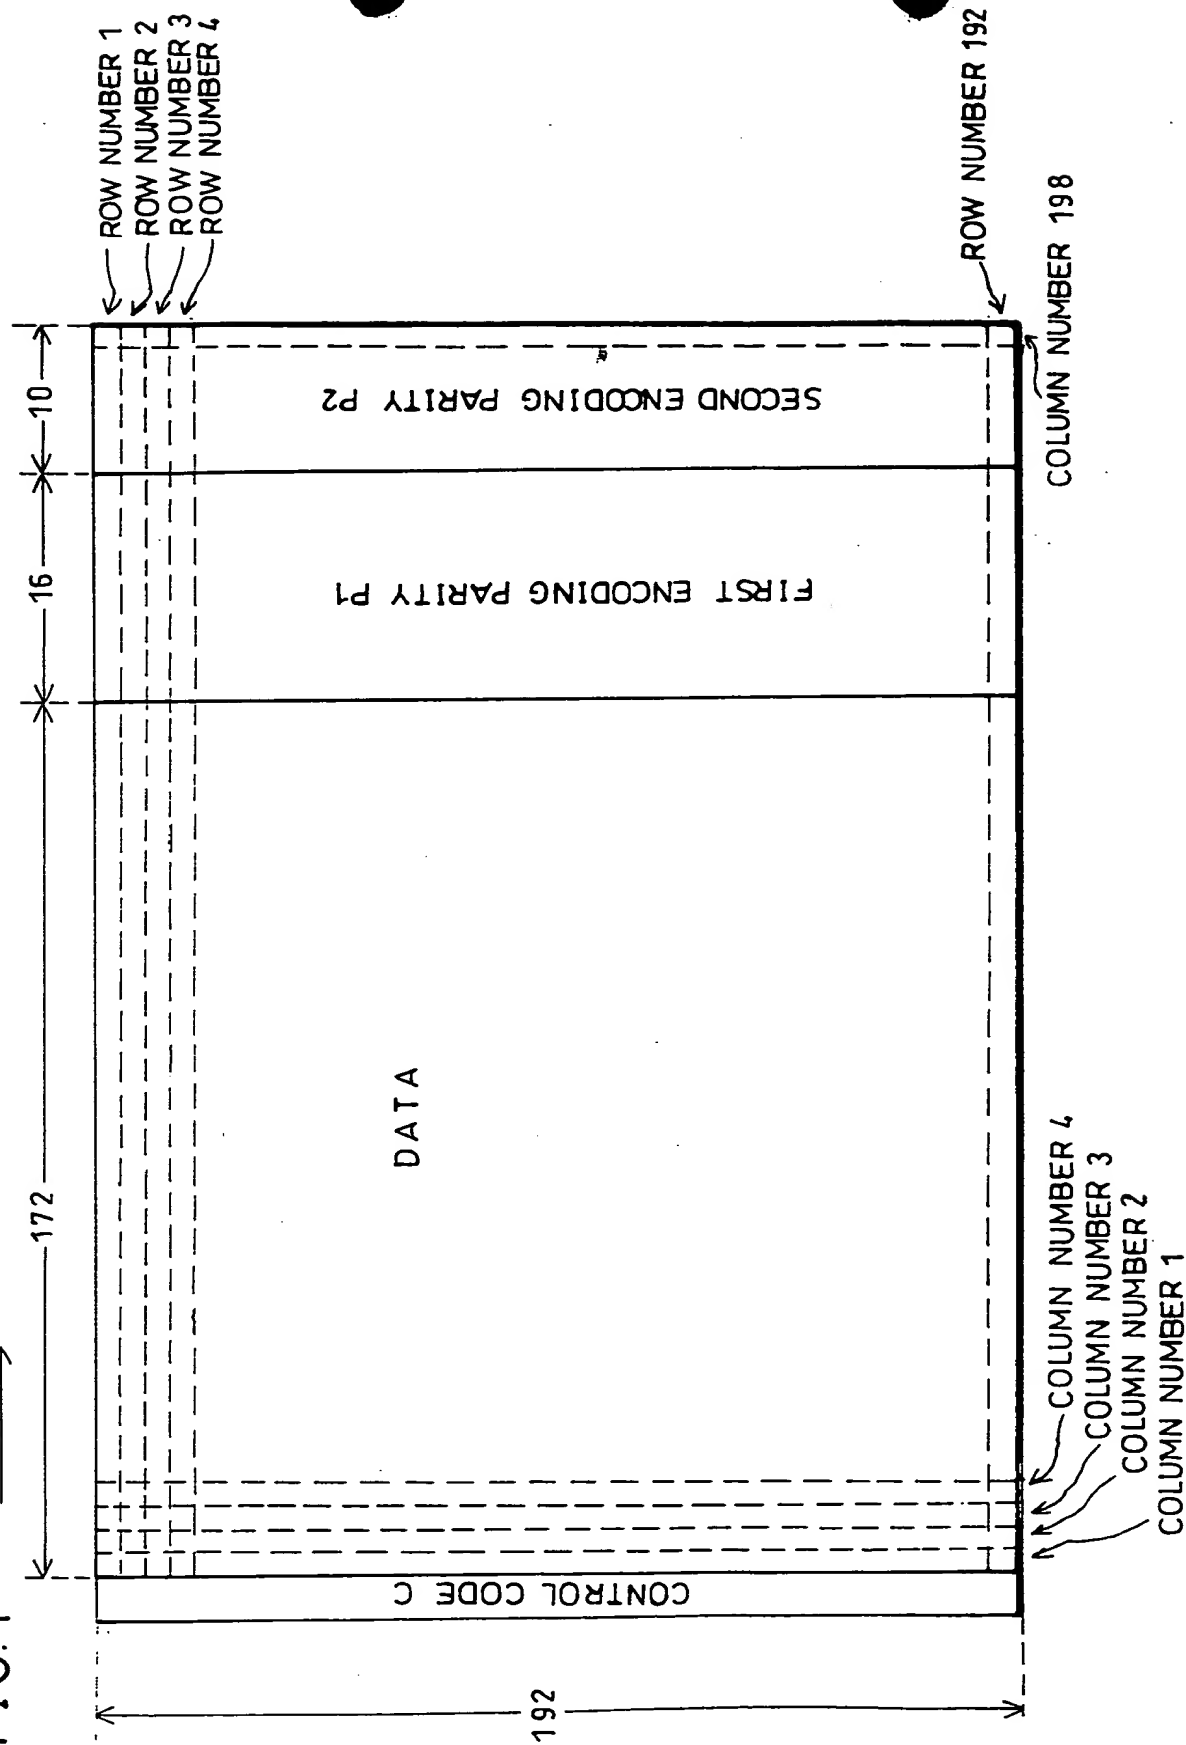 172
16
10
ROW NUMBER 1
ROW NUMBER 2
ROW NUMBER 3
ROW NUMBER 4
192
CONTROL CODE C
DATA
FIRST ENCODING PARITY P1
SECOND ENCODING PARITY P2
ROW NUMBER 192
COLUMN NUMBER 198
COLUMN NUMBER 4
COLUMN NUMBER 3
COLUMN NUMBER 2
COLUMN NUMBER 1